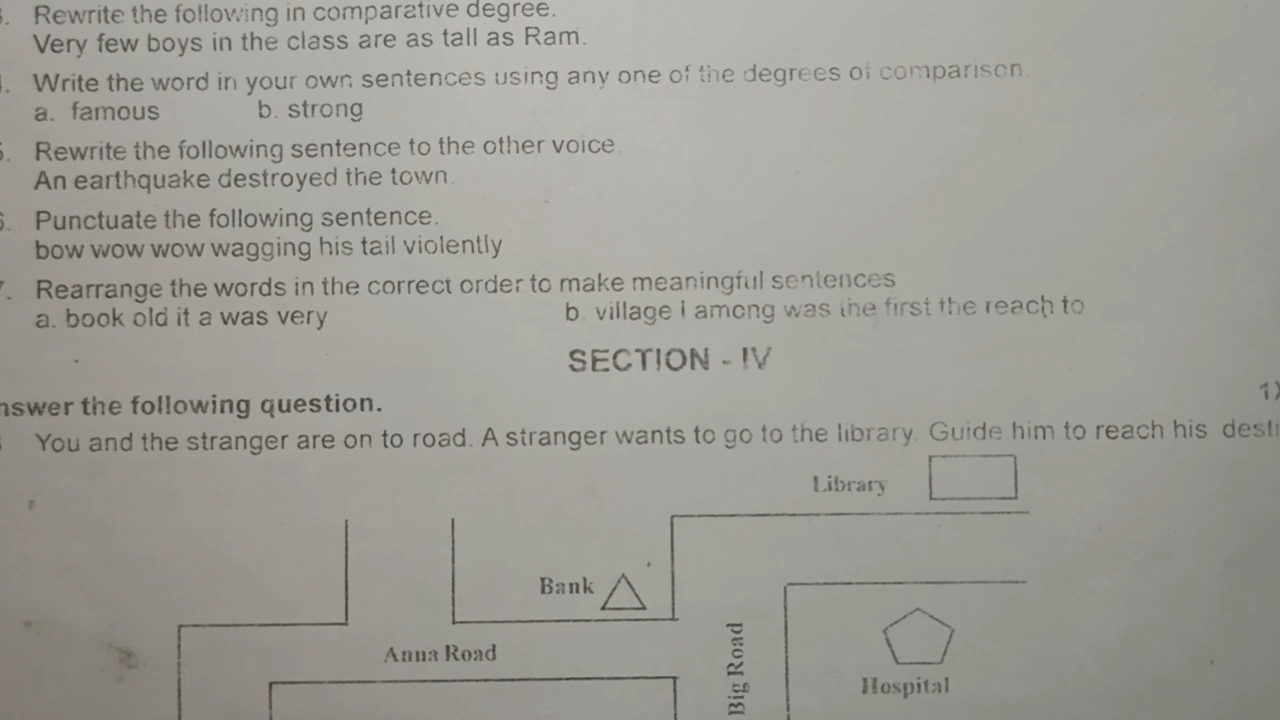 3. Rewrite the following in comparative degree.
Very few boys in the class are as tall as Ram.
4. Write the word in your own sentences using any one of the degrees of comparison.
a. famous b. strong
5. Rewrite the following sentence to the other voice.
An earthquake destroyed the town.
6. Punctuate the following sentence.
bow wow wow wagging his tail violently
7. Rearrange the words in the correct order to make meaningful sentences
a. book old it a was very b. village i among was the first the reach to
SECTION - IV
nswer the following question.
You and the stranger are on to road. A stranger wants to go to the library. Guide him to reach his desti
Library
Bank
Anna Road
Big Road
Hospital